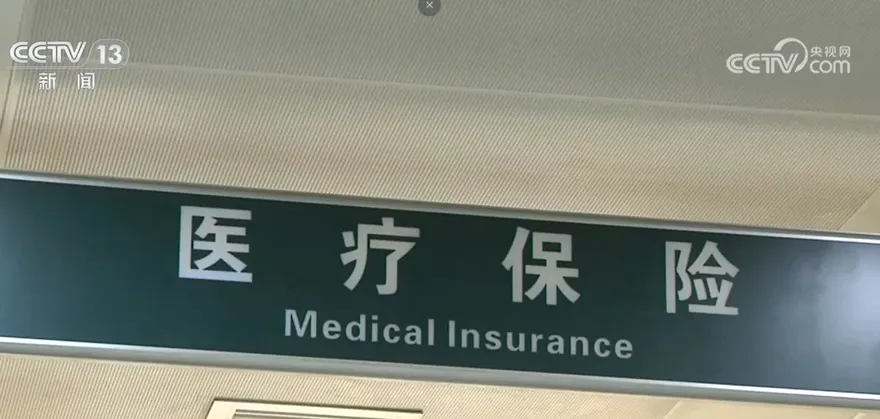 CCTV 13
新闻
央视网
CCTV.com
医疗保险
Medical Insurance